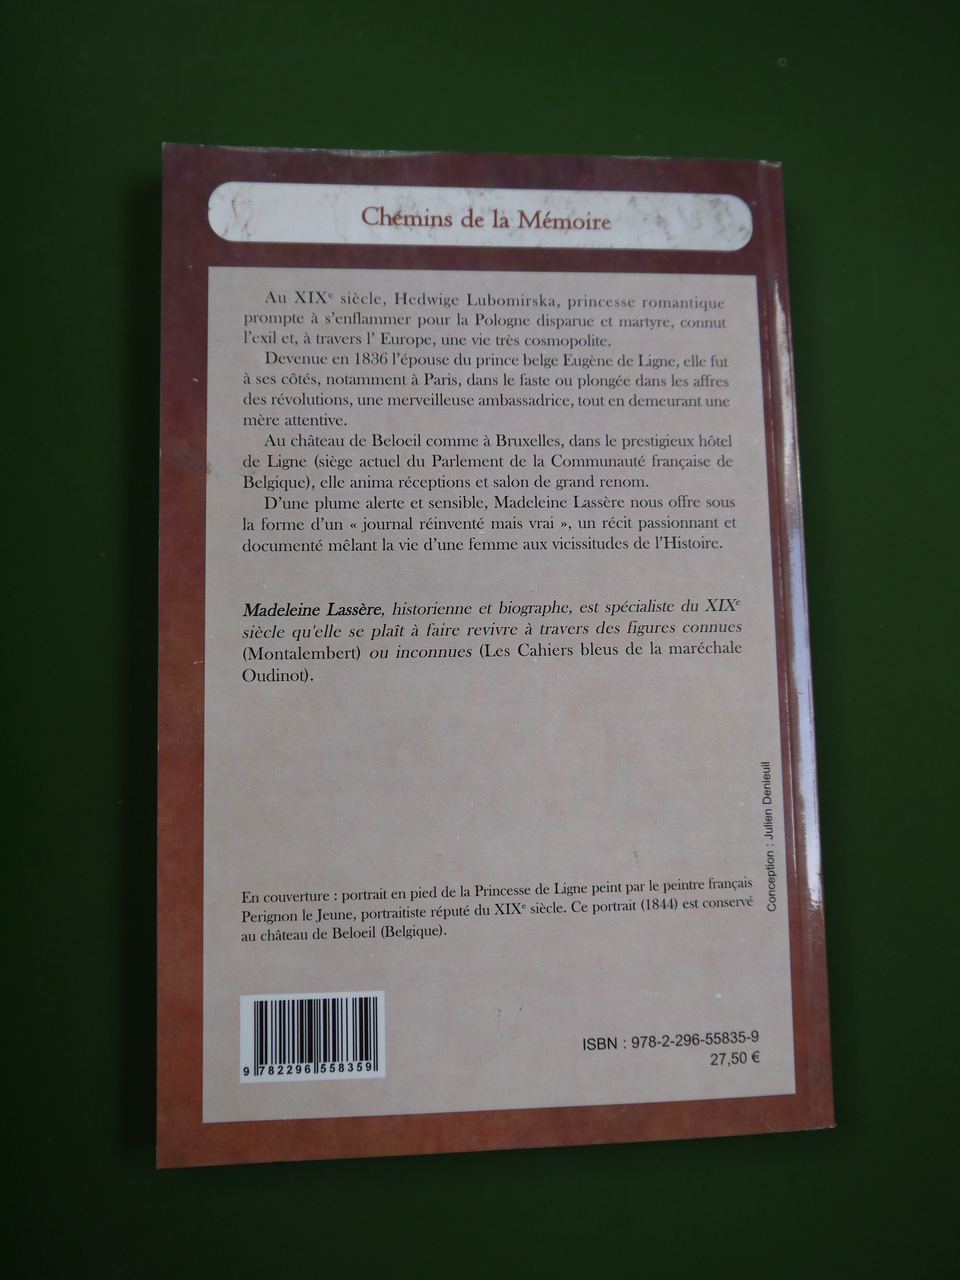 Chemins de la Mémoire
Au XIXe siècle, Hedwige Lubomirska, princesse romantique
prompte à s'enflammer pour la Pologne disparue et martyre, connut
l'exil et, à travers l' Europe, une vie très cosmopolite.
Devenue en 1836 l'épouse du prince belge Eugène de Ligne, elle fut
à ses côtés, notamment à Paris, dans le faste ou plongée dans les affres
des révolutions, une merveilleuse ambassadrice, tout en demeurant une
mère attentive.
Au château de Beloeil comme à Bruxelles, dans le prestigieux hôtel
de Ligne (siège actuel du Parlement de la Communauté française de
Belgique), elle anima réceptions et salon de grand renom.
D'une plume alerte et sensible, Madeleine Lassère nous offre sous
la forme d'un « journal réinventé mais vrai », un récit passionnant et
documenté mêlant la vie d'une femme aux vicissitudes de l'Histoire.
Madeleine Lassère, historienne et biographe, est spécialiste du XIXe
siècle qu'elle se plaît à faire revivre à travers des figures connues
(Montalembert) ou inconnues (Les Cahiers bleus de la maréchale
Oudinot).
Conception : Julien Denieuil
En couverture : portrait en pied de la Princesse de Ligne peint par le peintre français
Perignon le Jeune, portraitiste réputé du XIXe siècle. Ce portrait (1844) est conservé
au château de Beloeil (Belgique).
9 782296 558359
ISBN : 978-2-296-55835-9
27,50 €